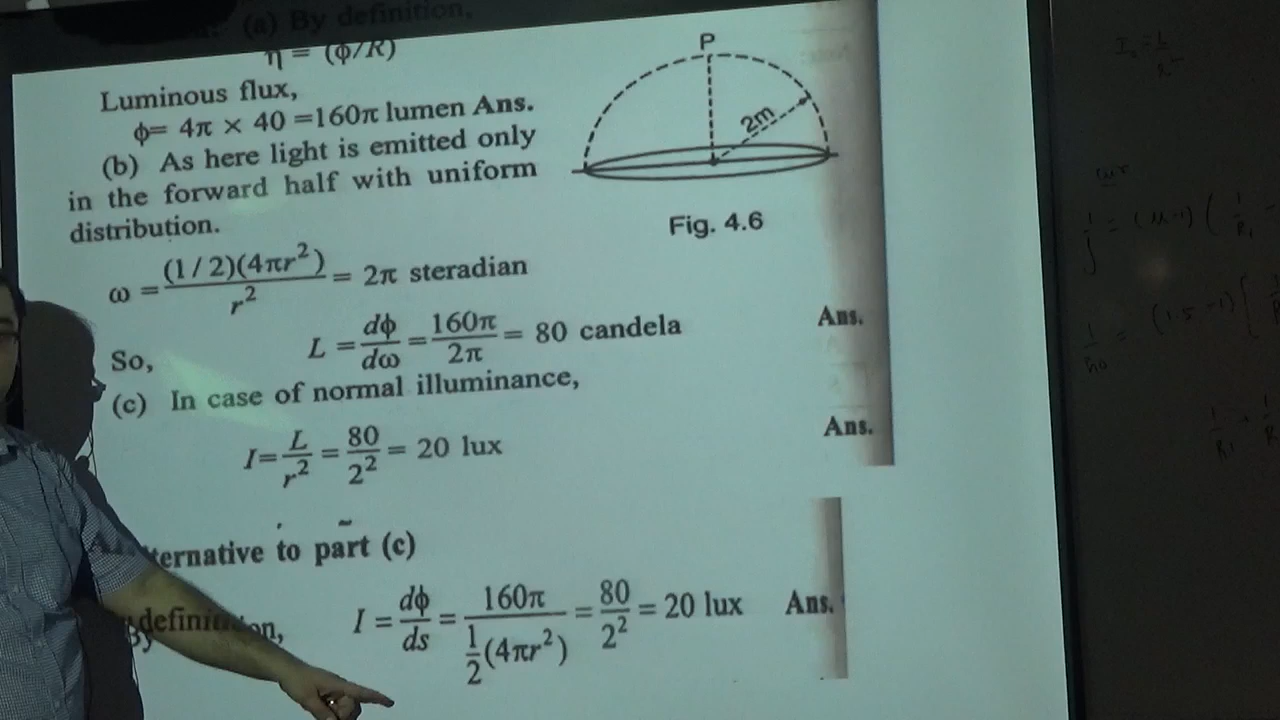 (a) By definition,
η = (ϕ/R)
Luminous flux,
ϕ= 4π × 40 =160π lumen Ans.
(b) As here light is emitted only
in the forward half with uniform
distribution.
P
2m
Fig. 4.6
ω = (1/2)(4πr²) / r² = 2π steradian
So, L = dϕ/dω = 160π/2π = 80 candela Ans.
(c) In case of normal illuminance,
I= L/r² = 80/2² = 20 lux Ans.
ternative to part (c)
definition, I = dϕ/ds = 160π / ½(4πr²) = 80/2² = 20 lux Ans.